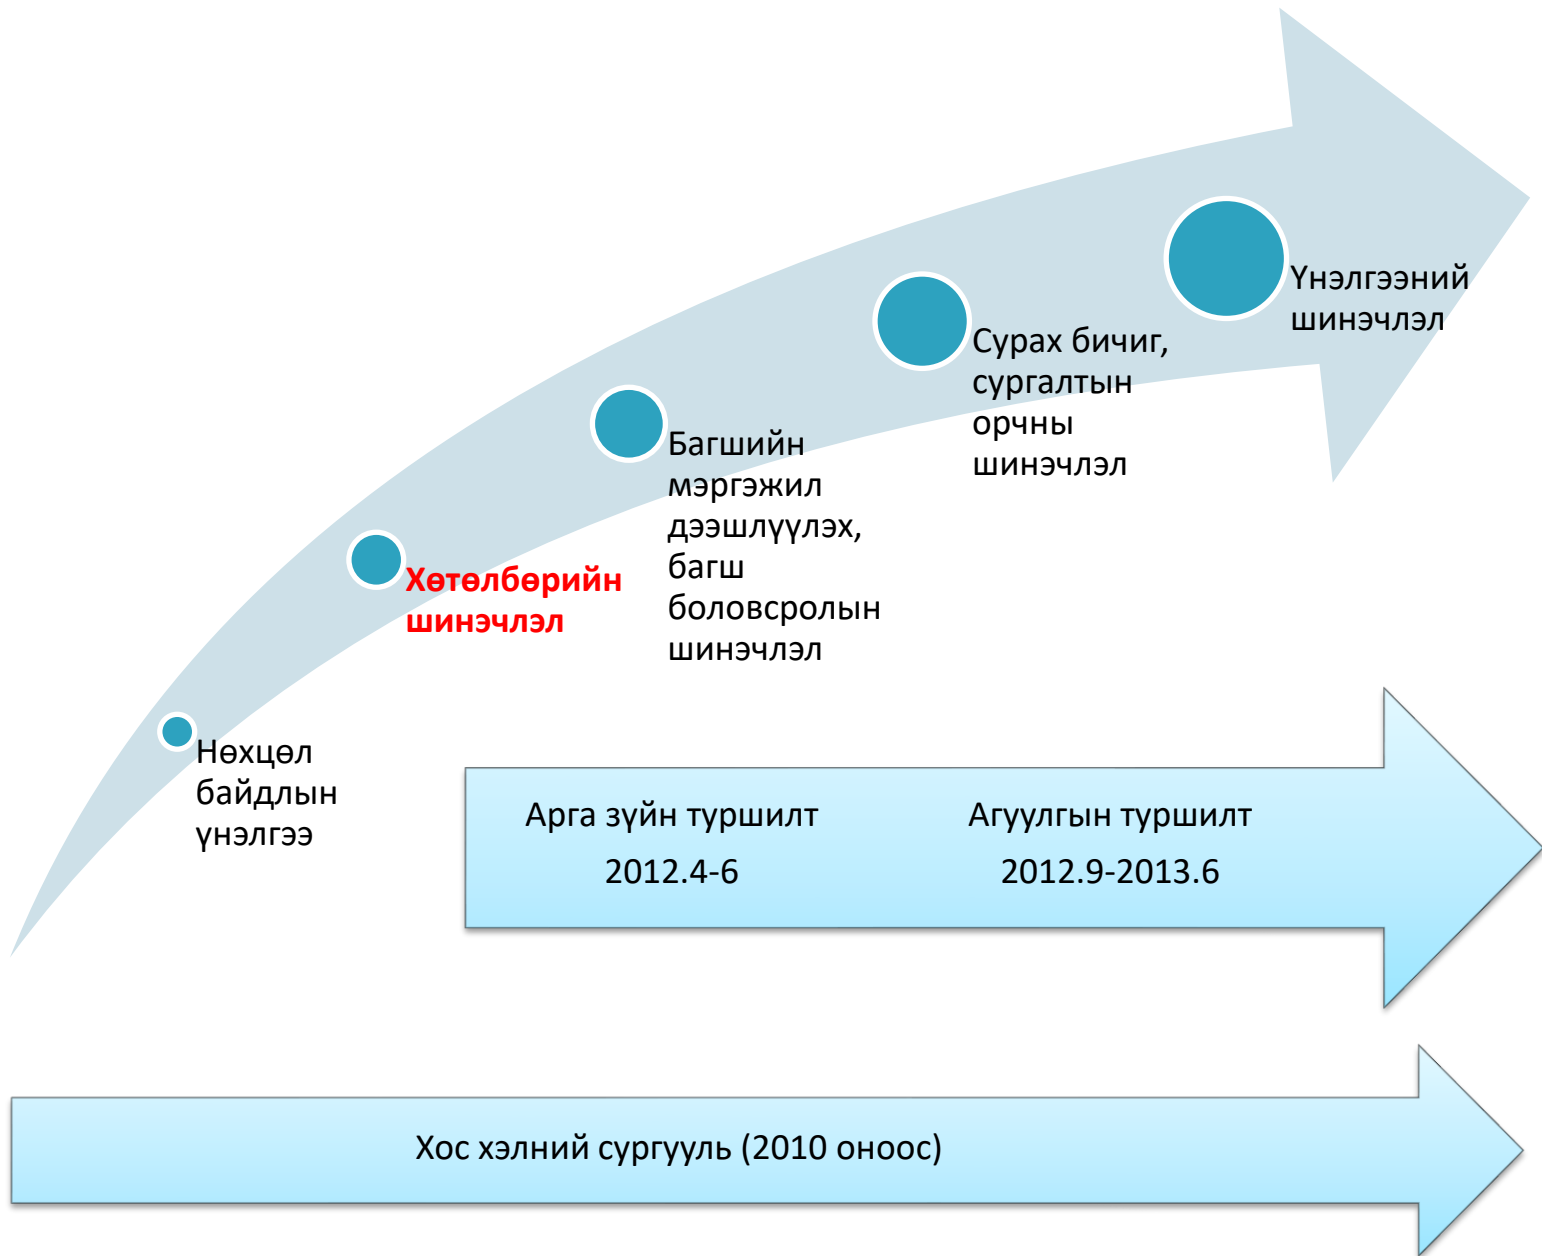 Үнэлгээний
шинэчлэл
Сурах бичиг,
сургалтын
орчны
шинэчлэл
Багшийн
мэргэжил
дээшлүүлэх,
багш
боловсролын
шинэчлэл
Хөтөлбөрийн
шинэчлэл
Нөхцөл
байдлын
үнэлгээ
Арга зүйн туршилт
2012.4-6
Агуулгын туршилт
2012.9-2013.6
Хос хэлний сургууль (2010 оноос)